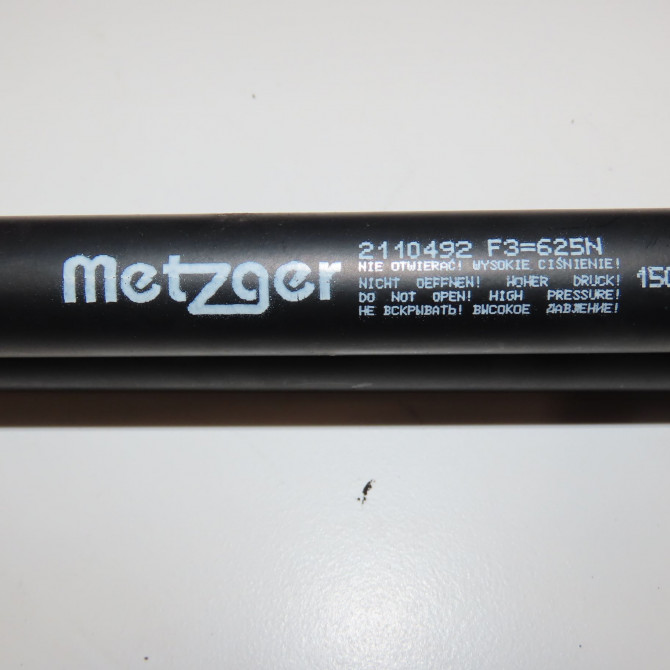 Metzger
2110492 F3=625N
NIE OTWIERAĆ! WYSOKIE CIŚNIENIE!
NICHT OEFFNEN! HOHER DRUCK!
DO NOT OPEN! HIGH PRESSURE!
НЕ ВСКРЫВАТЬ! ВЫСОКОЕ ДАВЛЕНИЕ!
150